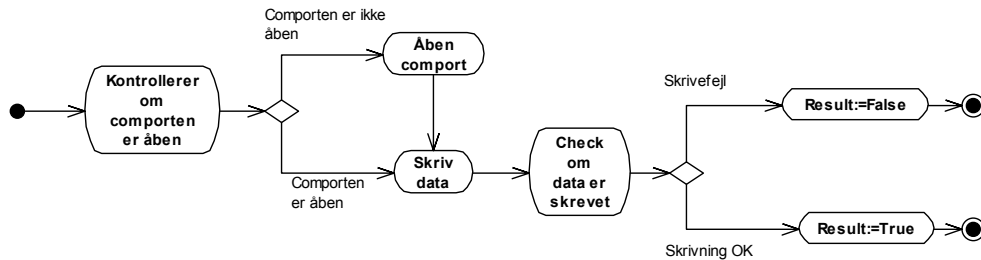 Kontrollerer
om
comporten
er åben
Comporten er ikke
åben
Åben
comport
Comporten
er åben
Skriv
data
Check
om
data er
skrevet
Skrivefejl
Result:=False
Skrivning OK
Result:=True